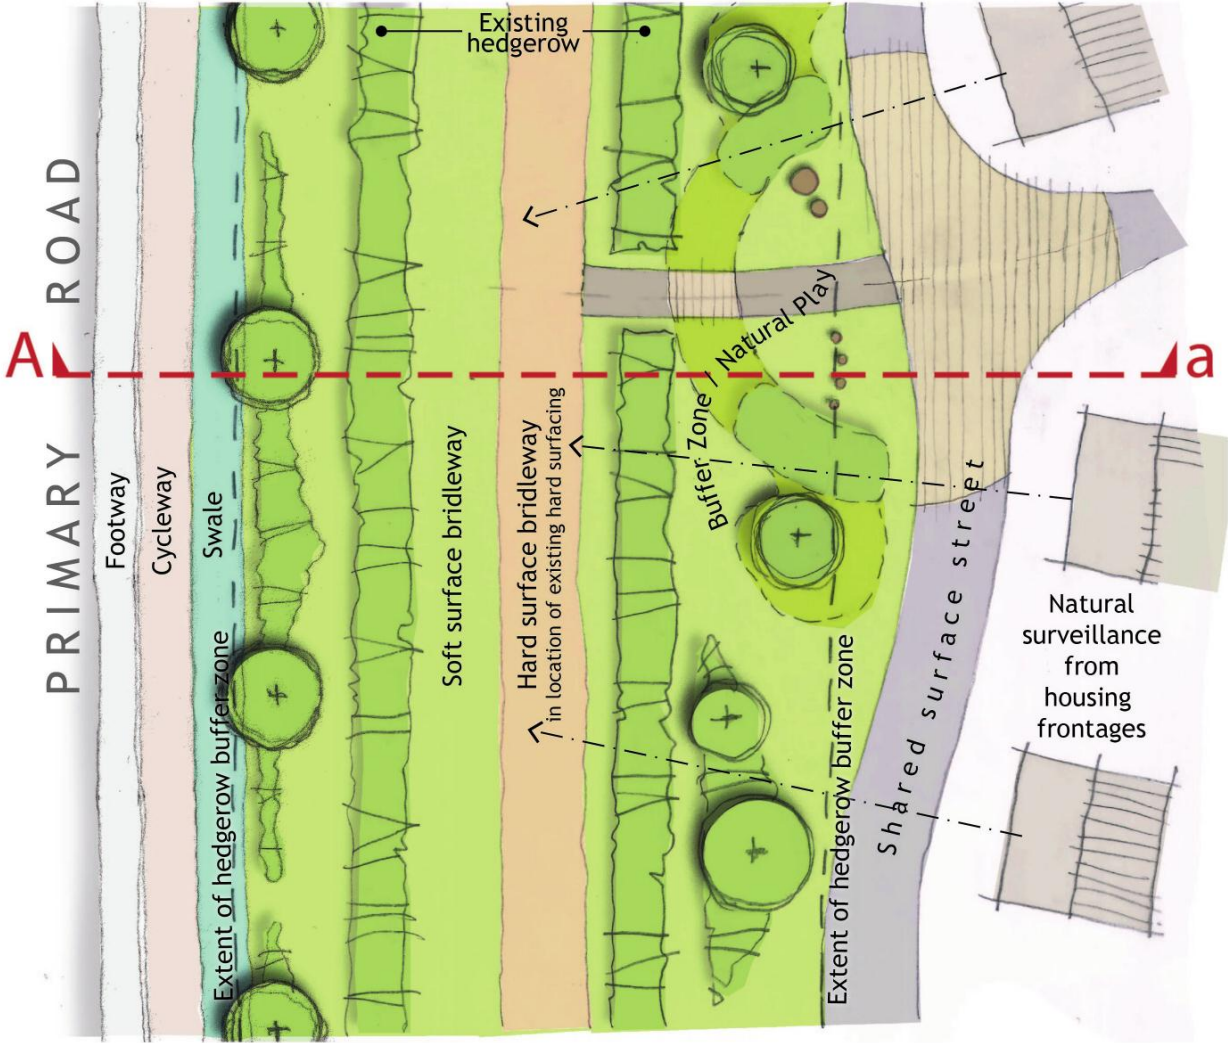 Existing
hedgerow
PRIMARY ROAD
A
a
Footway
Cycleway
Swale
Extent of hedgerow buffer zone
Soft surface bridleway
Hard surface bridleway
in location of existing hard surfacing
Buffer Zone / Natural Play
Extent of hedgerow buffer zone
Shared surface street
Natural
surveillance
from
housing
frontages